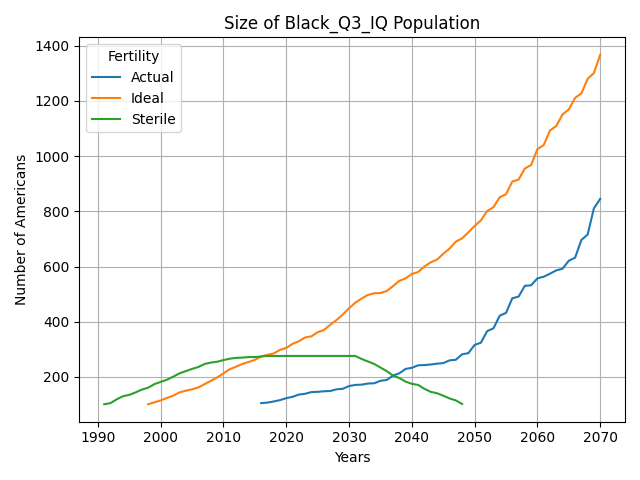 Size of Black_Q3_IQ Population
Number of Americans
1400
1200
1000
800
600
400
200
Fertility
Actual
Ideal
Sterile
1990 2000 2010 2020 2030 2040 2050 2060 2070
Years